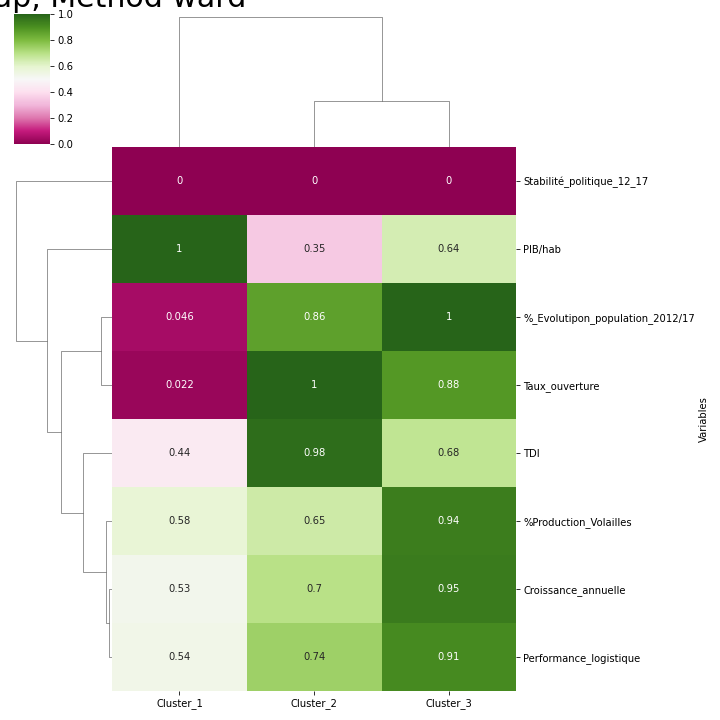 ap, Method ward
1.0
0.8
0.6
0.4
0.2
0.0
0 0 0 Stabilité_politique_12_17
1 0.35 0.64 PIB/hab
0.046 0.86 1 %_Evolutipon_population_2012/17
0.022 1 0.88 Taux_ouverture
Variables
0.44 0.98 0.68 TDI
0.58 0.65 0.94 %Production_Volailles
0.53 0.7 0.95 Croissance_annuelle
0.54 0.74 0.91 Performance_logistique
Cluster_1 Cluster_2 Cluster_3